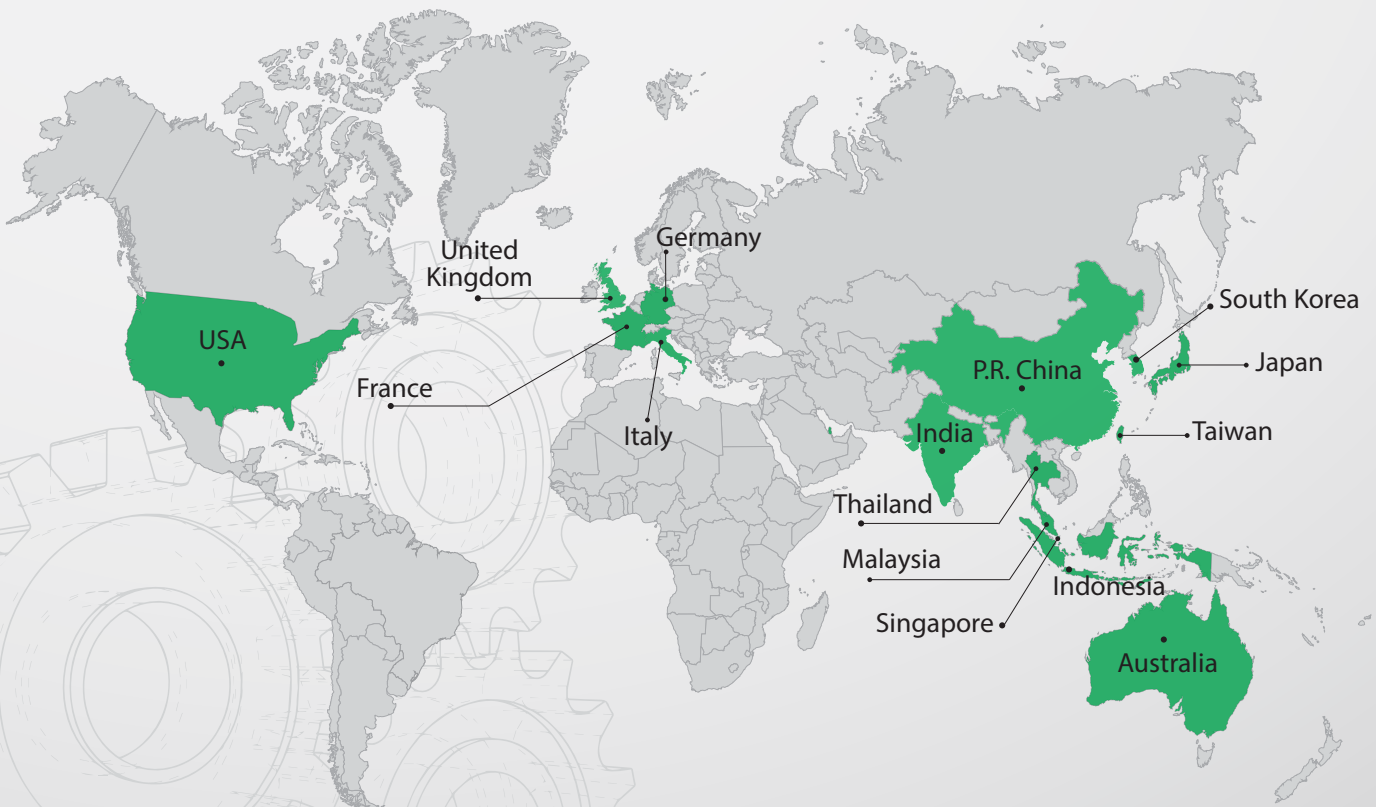 United
Kingdom
Germany
South Korea
USA
Japan
P.R. China
France
Italy
India
Taiwan
Thailand
Malaysia
Indonesia
Singapore
Australia